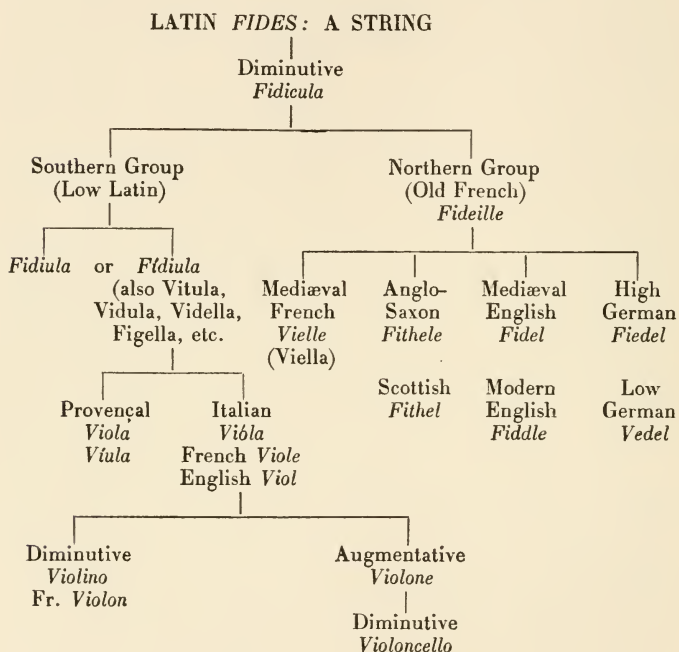 LATIN FIDES: A STRING
Diminutive
Fidicula
Southern Group
(Low Latin)
Northern Group
(Old French)
Fideille
Fidiula or Fídiula
(also Vitula,
Vidula, Vidella,
Figella, etc.
Mediæval
French
Vielle
(Viella)
Anglo-
Saxon
Fithele
Scottish
Fithel
Mediæval
English
Fidel
Modern
English
Fiddle
High
German
Fiedel
Low
German
Vedel
Provençal
Viola
Víula
Italian
Vióla
French Viole
English Viol
Diminutive
Violino
Fr. Violon
Augmentative
Violone
Diminutive
Violoncello